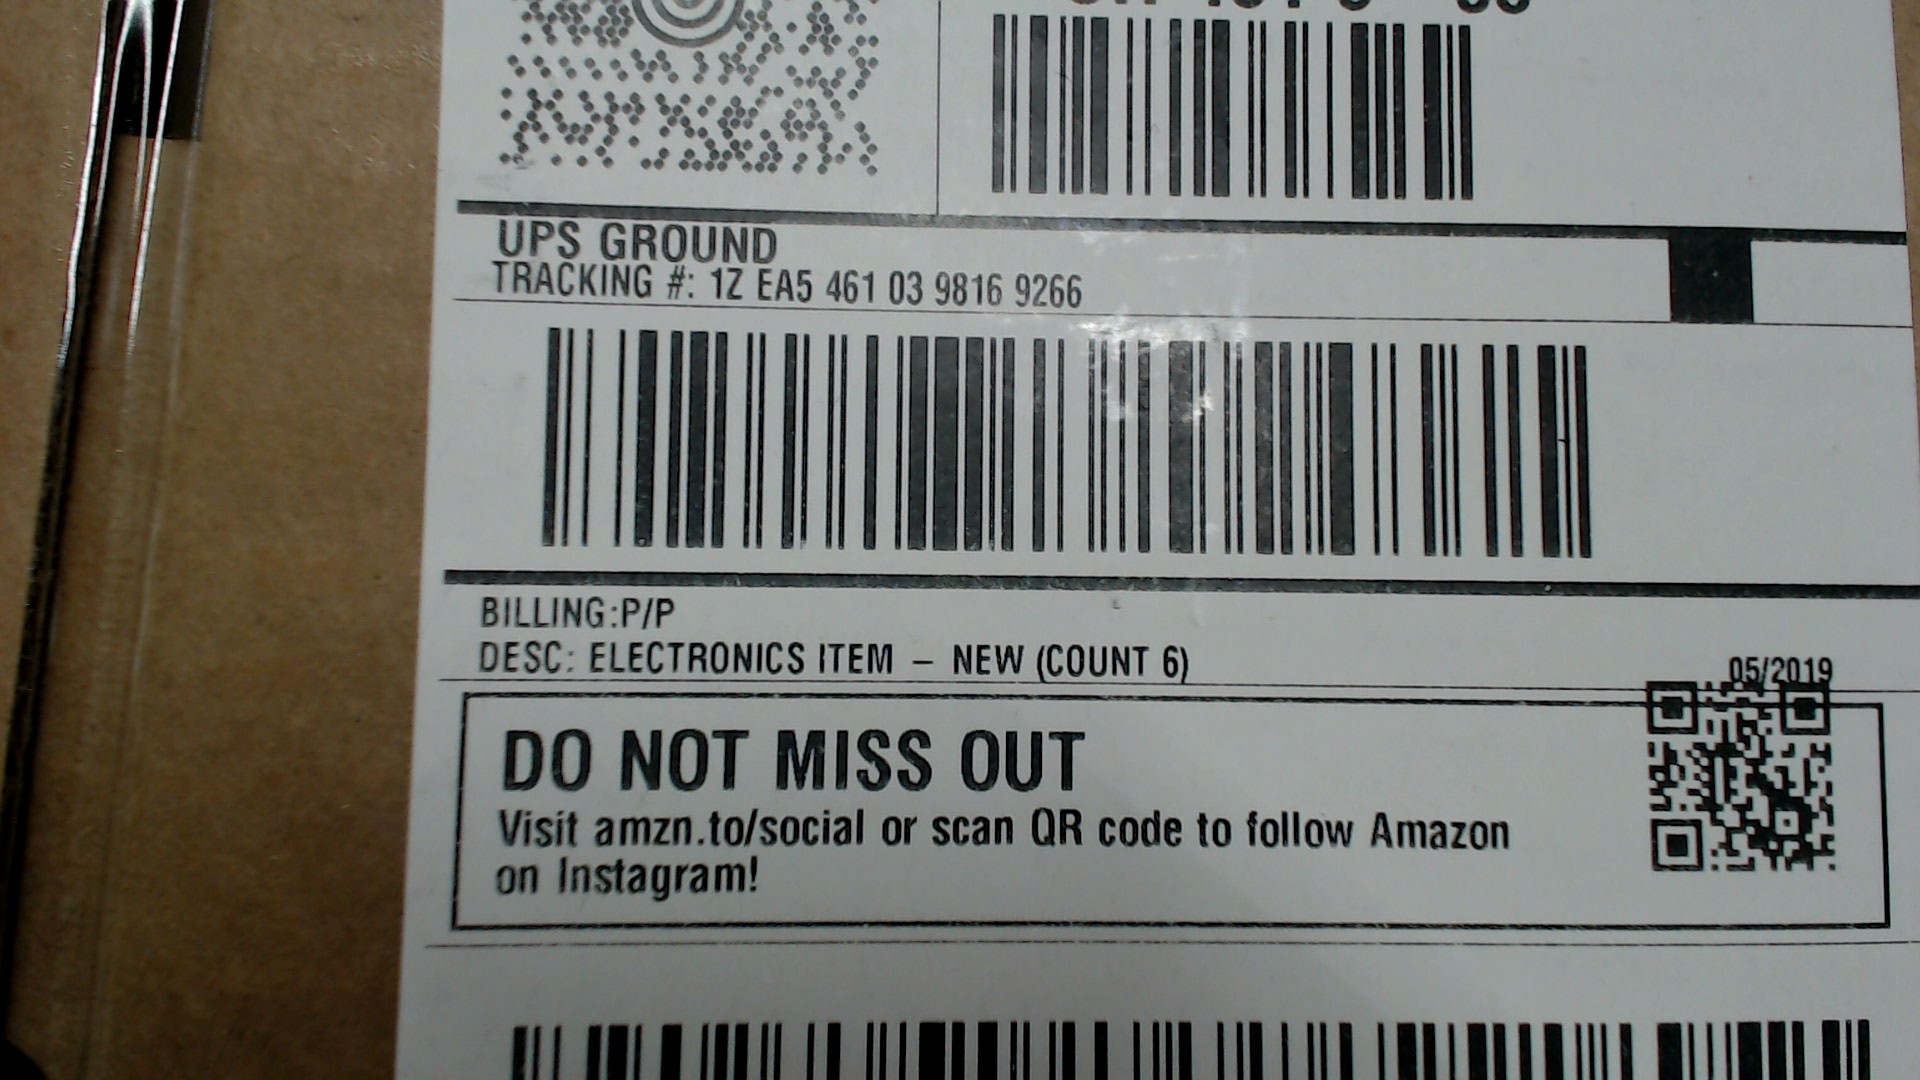 UPS GROUND
TRACKING #: 1Z EA5 461 03 9816 9266
BILLING:P/P
DESC: ELECTRONICS ITEM – NEW (COUNT 6)
05/2019
DO NOT MISS OUT
Visit amzn.to/social or scan QR code to follow Amazon
on Instagram!